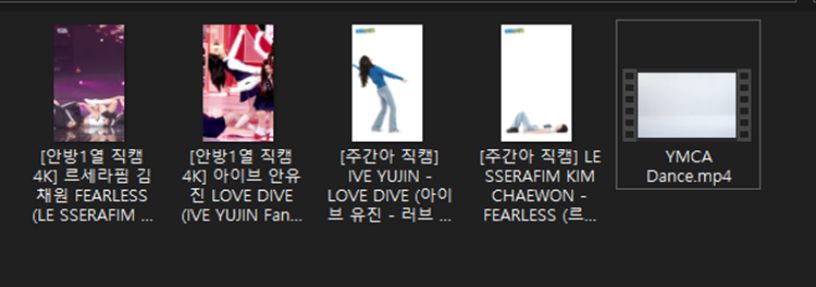 [안방1열 직캠
4K] 르세라핌 김
채원 FEARLESS
(LE SSERAFIM ...
[안방1열 직캠
4K] 아이브 안유
진 LOVE DIVE
(IVE YUJIN Fan...
[주간아 직캠]
IVE YUJIN -
LOVE DIVE (아이
브 유진 - 러브 ...
[주간아 직캠] LE
SSERAFIM KIM
CHAEWON -
FEARLESS (르...
YMCA
Dance.mp4